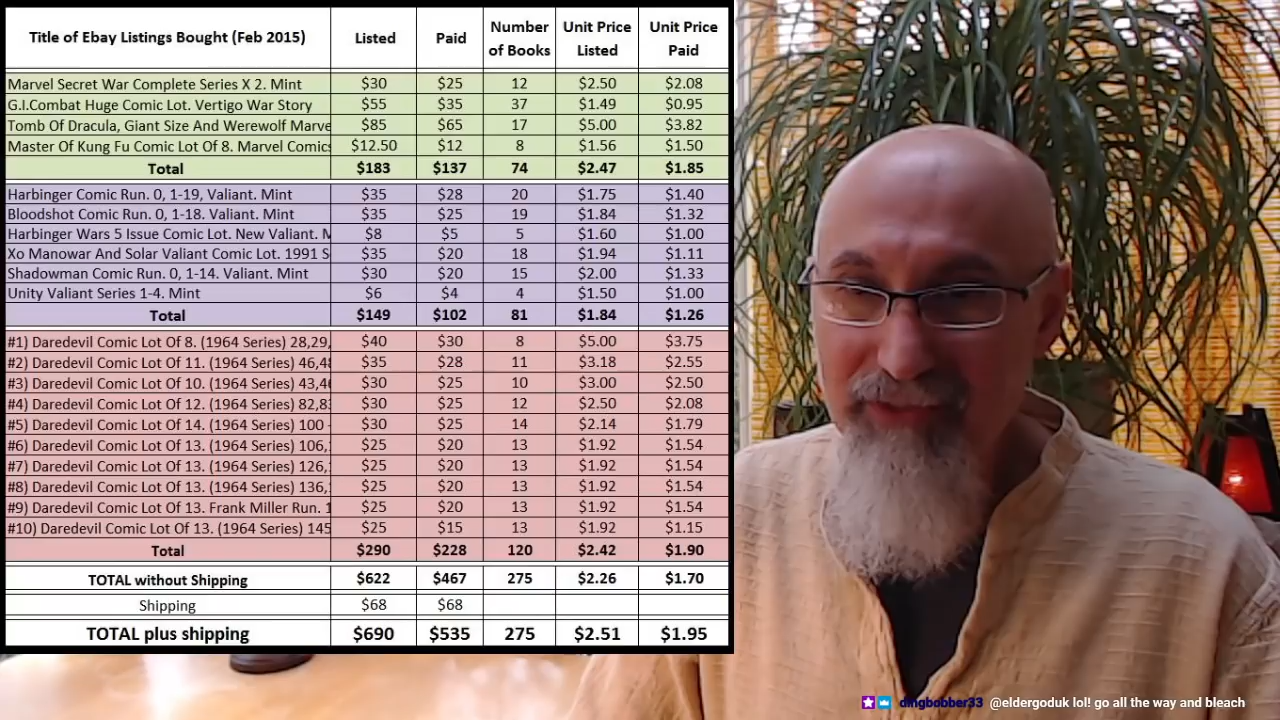 Title of Ebay Listings Bought (Feb 2015) Listed Paid Number of Books Unit Price Listed Unit Price Paid
Marvel Secret War Complete Series X 2. Mint $30 $25 12 $2.50 $2.08
G.I.Combat Huge Comic Lot. Vertigo War Story $55 $35 37 $1.49 $0.95
Tomb Of Dracula, Giant Size And Werewolf Marve $85 $65 17 $5.00 $3.82
Master Of Kung Fu Comic Lot Of 8. Marvel Comics $12.50 $12 8 $1.56 $1.50
Total $183 $137 74 $2.47 $1.85
Harbinger Comic Run. 0, 1-19, Valiant. Mint $35 $28 20 $1.75 $1.40
Bloodshot Comic Run. 0, 1-18. Valiant. Mint $35 $25 19 $1.84 $1.32
Harbinger Wars 5 Issue Comic Lot. New Valiant. M $8 $5 5 $1.60 $1.00
Xo Manowar And Solar Valiant Comic Lot. 1991 S $35 $20 18 $1.94 $1.11
Shadowman Comic Run. 0, 1-14. Valiant. Mint $30 $20 15 $2.00 $1.33
Unity Valiant Series 1-4. Mint $6 $4 4 $1.50 $1.00
Total $149 $102 81 $1.84 $1.26
#1) Daredevil Comic Lot Of 8. (1964 Series) 28,29, $40 $30 8 $5.00 $3.75
#2) Daredevil Comic Lot Of 11. (1964 Series) 46,48 $35 $28 11 $3.18 $2.55
#3) Daredevil Comic Lot Of 10. (1964 Series) 43,46 $30 $25 10 $3.00 $2.50
#4) Daredevil Comic Lot Of 12. (1964 Series) 82,83 $30 $25 12 $2.50 $2.08
#5) Daredevil Comic Lot Of 14. (1964 Series) 100 - $30 $25 14 $2.14 $1.79
#6) Daredevil Comic Lot Of 13. (1964 Series) 106, $25 $20 13 $1.92 $1.54
#7) Daredevil Comic Lot Of 13. (1964 Series) 126, $25 $20 13 $1.92 $1.54
#8) Daredevil Comic Lot Of 13. (1964 Series) 136, $25 $20 13 $1.92 $1.54
#9) Daredevil Comic Lot Of 13. Frank Miller Run. 1 $25 $20 13 $1.92 $1.54
#10) Daredevil Comic Lot Of 13. (1964 Series) 145 $25 $15 13 $1.92 $1.15
Total $290 $228 120 $2.42 $1.90
TOTAL without Shipping $622 $467 275 $2.26 $1.70
Shipping $68 $68
TOTAL plus shipping $690 $535 275 $2.51 $1.95
dingbobber33 @eldergoduk lol! go all the way and bleach